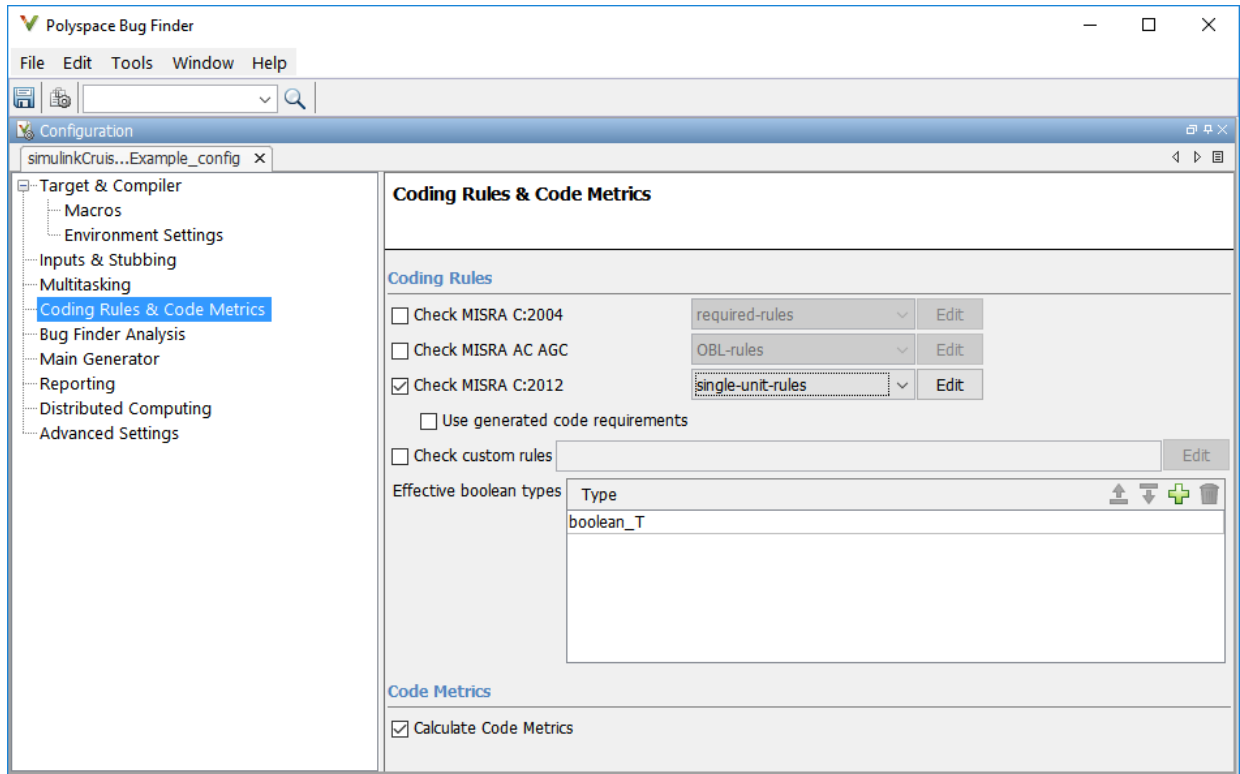 Polyspace Bug Finder
File Edit Tools Window Help
Configuration
simulinkCruis...Example_config
Target & Compiler
Macros
Environment Settings
Inputs & Stubbing
Multitasking
Coding Rules & Code Metrics
Bug Finder Analysis
Main Generator
Reporting
Distributed Computing
Advanced Settings
Coding Rules & Code Metrics
Coding Rules
Check MISRA C:2004 required-rules Edit
Check MISRA AC AGC OBL-rules Edit
Check MISRA C:2012 single-unit-rules Edit
Use generated code requirements
Check custom rules Edit
Effective boolean types Type
boolean_T
Code Metrics
Calculate Code Metrics